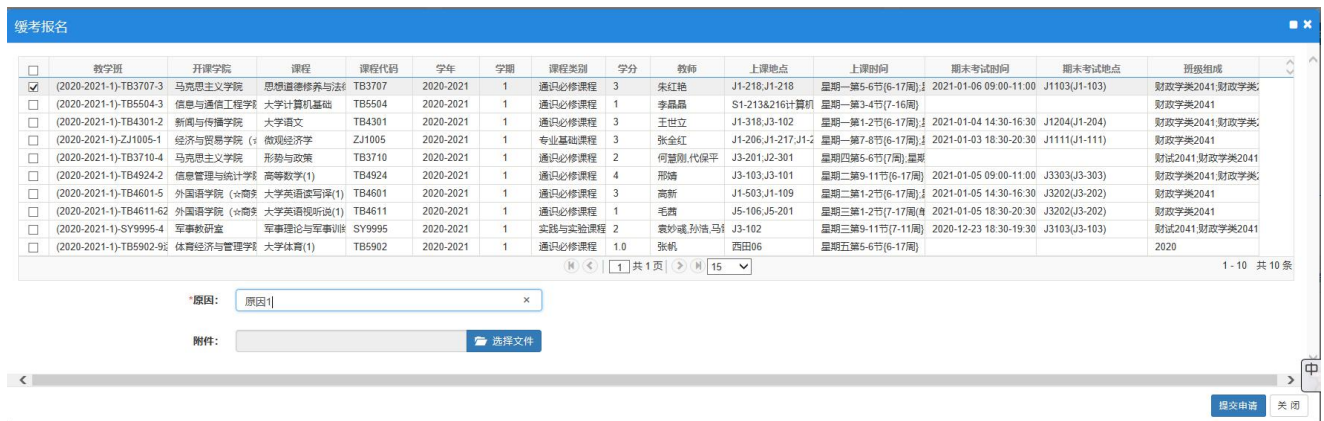 缓考报名
教学班 开课学院 课程 课程代码 学年 学期 课程类别 学分 教师 上课地点 上课时间 期末考试时间 期末考试地点 班级组成
(2020-2021-1)-TB3707-3 马克思主义学院 思想道德修养与法律 TB3707 2020-2021 1 通识必修课程 3 朱红艳 J1-218;J1-218 星期一第5-6节{6-17周};星 2021-01-06 09:00-11:00 J1103(J1-103) 财政学类2041;财政学类2
(2020-2021-1)-TB5504-3 信息与通信工程学院 大学计算机基础 TB5504 2020-2021 1 通识必修课程 1 李晶晶 S1-213&216计算机 星期一第3-4节{7-16周} 财政学类2041
(2020-2021-1)-TB4301-2 新闻与传播学院 大学语文 TB4301 2020-2021 1 通识必修课程 3 王世立 J1-318;J3-102 星期一第1-2节{6-17周};星 2021-01-04 14:30-16:30 J1204(J1-204) 财政学类2041;财政学类2
(2020-2021-1)-ZJ1005-1 经济与贸易学院(☆ 微观经济学 ZJ1005 2020-2021 1 专业基础课程 3 张全红 J1-206;J1-217;J1-2 星期一第7-8节{6-17周};星 2021-01-03 18:30-20:30 J1111(J1-111) 财政学类2041
(2020-2021-1)-TB3710-4 马克思主义学院 形势与政策 TB3710 2020-2021 1 通识必修课程 2 何慧刚,代保平 J3-201;J2-301 星期四第5-6节{7周};星期 财试2041;财政学类2041
(2020-2021-1)-TB4924-2 信息管理与统计学院 高等数学(1) TB4924 2020-2021 1 通识必修课程 4 邢婧 J3-103;J3-101 星期二第9-11节{6-17周} 2021-01-05 09:00-11:00 J3303(J3-303) 财政学类2041;财政学类2
(2020-2021-1)-TB4601-5 外国语学院(☆商务 大学英语读写译(1) TB4601 2020-2021 1 通识必修课程 3 高新 J1-503;J1-109 星期二第1-2节{6-17周};星 2021-01-05 14:30-16:30 J3202(J3-202) 财政学类2041
(2020-2021-1)-TB4611-62 外国语学院(☆商务 大学英语视听说(1) TB4611 2020-2021 1 通识必修课程 1 毛茜 J5-106;J5-201 星期三第1-2节{7-17周(单 2021-01-05 18:30-20:30 J3202(J3-202) 财政学类2041
(2020-2021-1)-SY9995-4 军事教研室 军事理论与军事训练 SY9995 2020-2021 1 实践与实验课程 2 袁妙彧,孙浩,马 J3-102 星期三第9-11节{7-11周} 2020-12-23 18:30-19:30 J3103(J3-103) 财试2041;财政学类2041
(2020-2021-1)-TB5902-9 体育经济与管理学院 大学体育(1) TB5902 2020-2021 1 通识必修课程 1.0 张帆 西田06 星期五第5-6节{6-17周} 2020
1 共1页 15 1 - 10 共 10 条
*原因: 原因1 ×
附件: 选择文件
中
提交申请 关 闭